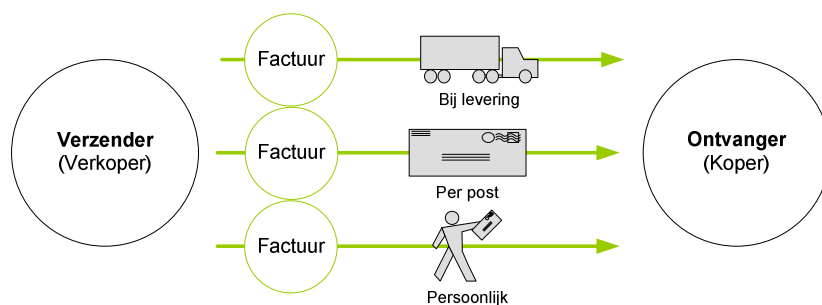 Factuur
Bij levering
Verzender
(Verkoper)
Factuur
Per post
Ontvanger
(Koper)
Factuur
Persoonlijk